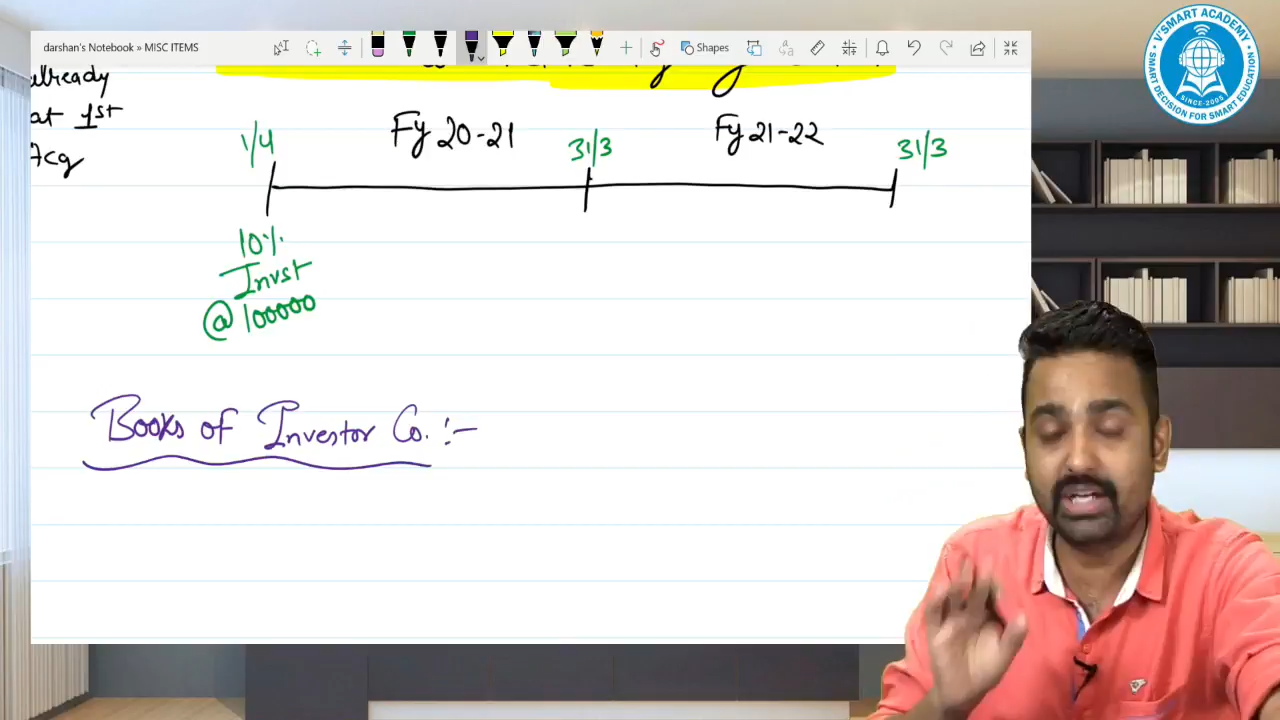 darshan's Notebook » MISC ITEMS
Shapes
V'SMART ACADEMY
SINCE-2005
SMART DECISION FOR SMART EDUCATION
already
at 1st
Acq
Fy 20-21
Fy 21-22
1/4
31/3
31/3
10%
Invst
@ 100000
Books of Investor Co. :-